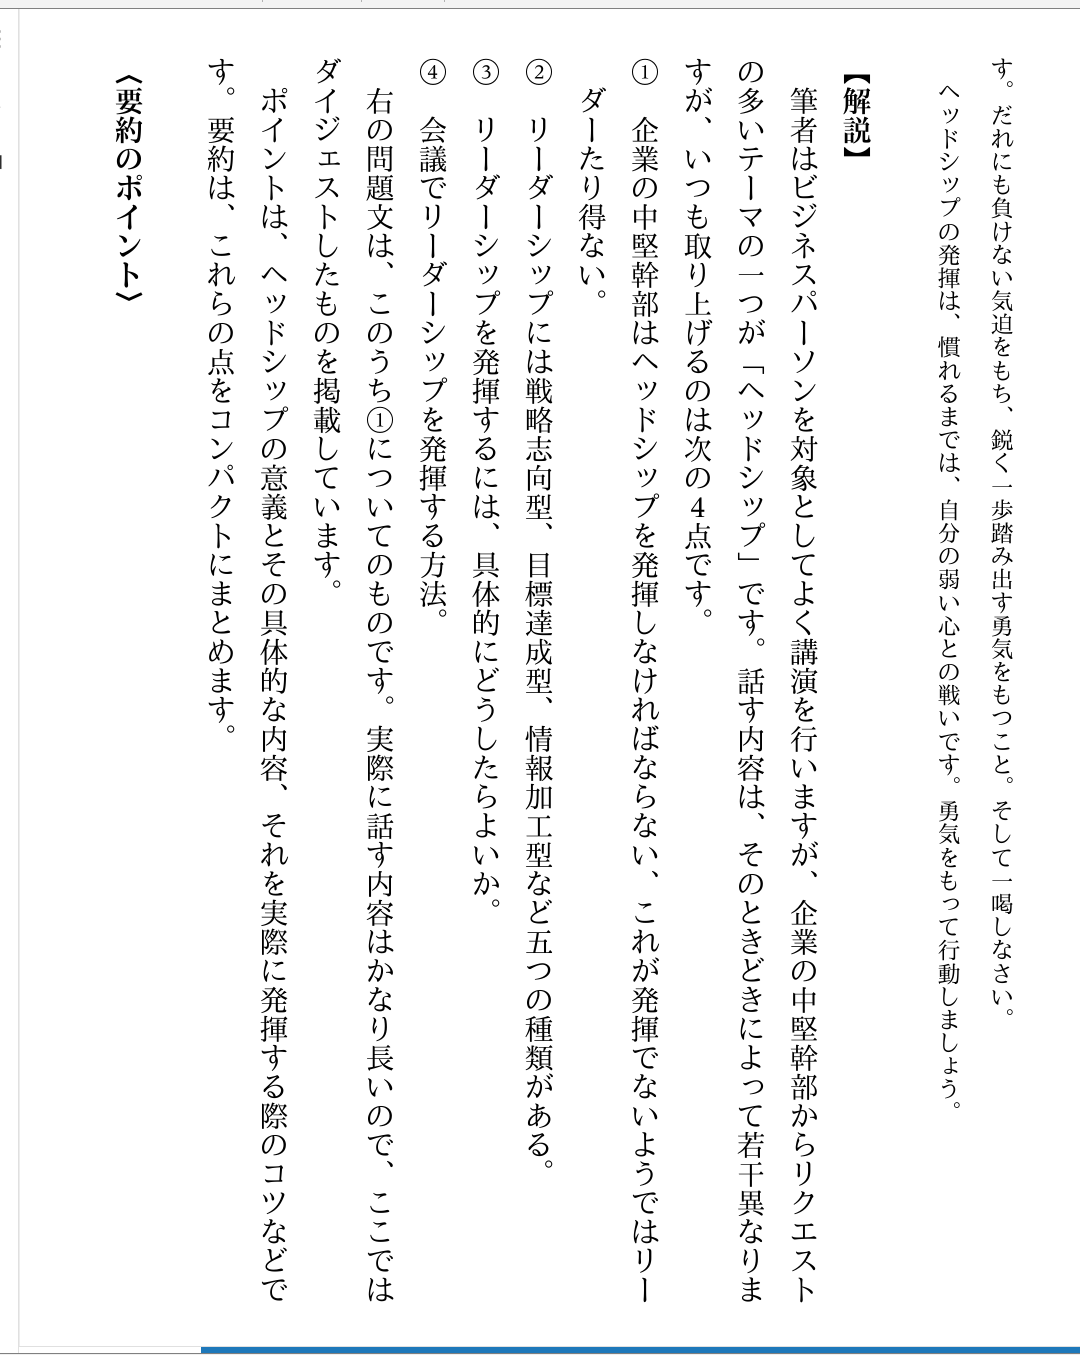 す。だれにも負けない気迫をもち、鋭く一歩踏み出す勇気をもつこと。そして一喝しなさい。
ヘッドシップの発揮は、慣れるまでは、自分の弱い心との戦いです。勇気をもって行動しましょう。
【解説】
筆者はビジネスパーソンを対象としてよく講演を行いますが、企業の中堅幹部からリクエスト
の多いテーマの一つが「ヘッドシップ」です。話す内容は、そのときどきによって若干異なりま
すが、いつも取り上げるのは次の4点です。
① 企業の中堅幹部はヘッドシップを発揮しなければならない、これが発揮でないようではリー
ダーたり得ない。
② リーダーシップには戦略志向型、目標達成型、情報加工型など五つの種類がある。
③ リーダーシップを発揮するには、具体的にどうしたらよいか。
④ 会議でリーダーシップを発揮する方法。
右の問題文は、このうち①についてのものです。実際に話す内容はかなり長いので、ここでは
ダイジェストしたものを掲載しています。
ポイントは、ヘッドシップの意義とその具体的な内容、それを実際に発揮する際のコツなどで
す。要約は、これらの点をコンパクトにまとめます。
〈要約のポイント〉